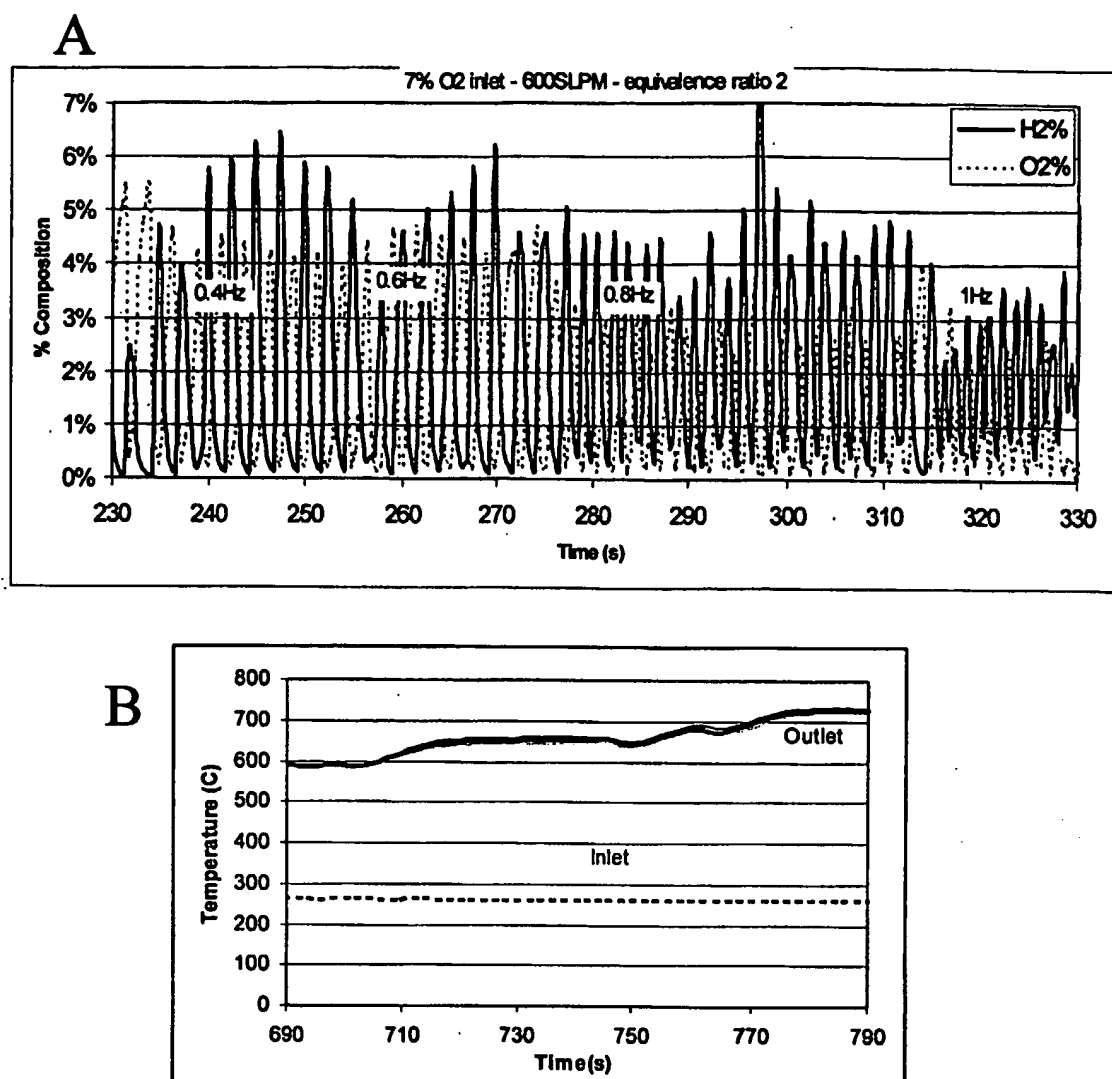 A
7% O2 inlet - 600SLPM - equivalence ratio 2
7%
6%
5%
4%
3%
2%
1%
0%
% Composition
H2%
O2%
0.4Hz
0.6Hz
0.8Hz
1Hz
230 240 250 260 270 280 290 300 310 320 330
Time (s)
B
800
700
600
500
400
300
200
100
0
Temperature (C)
Outlet
Inlet
690 710 730 750 770 790
Time(s)